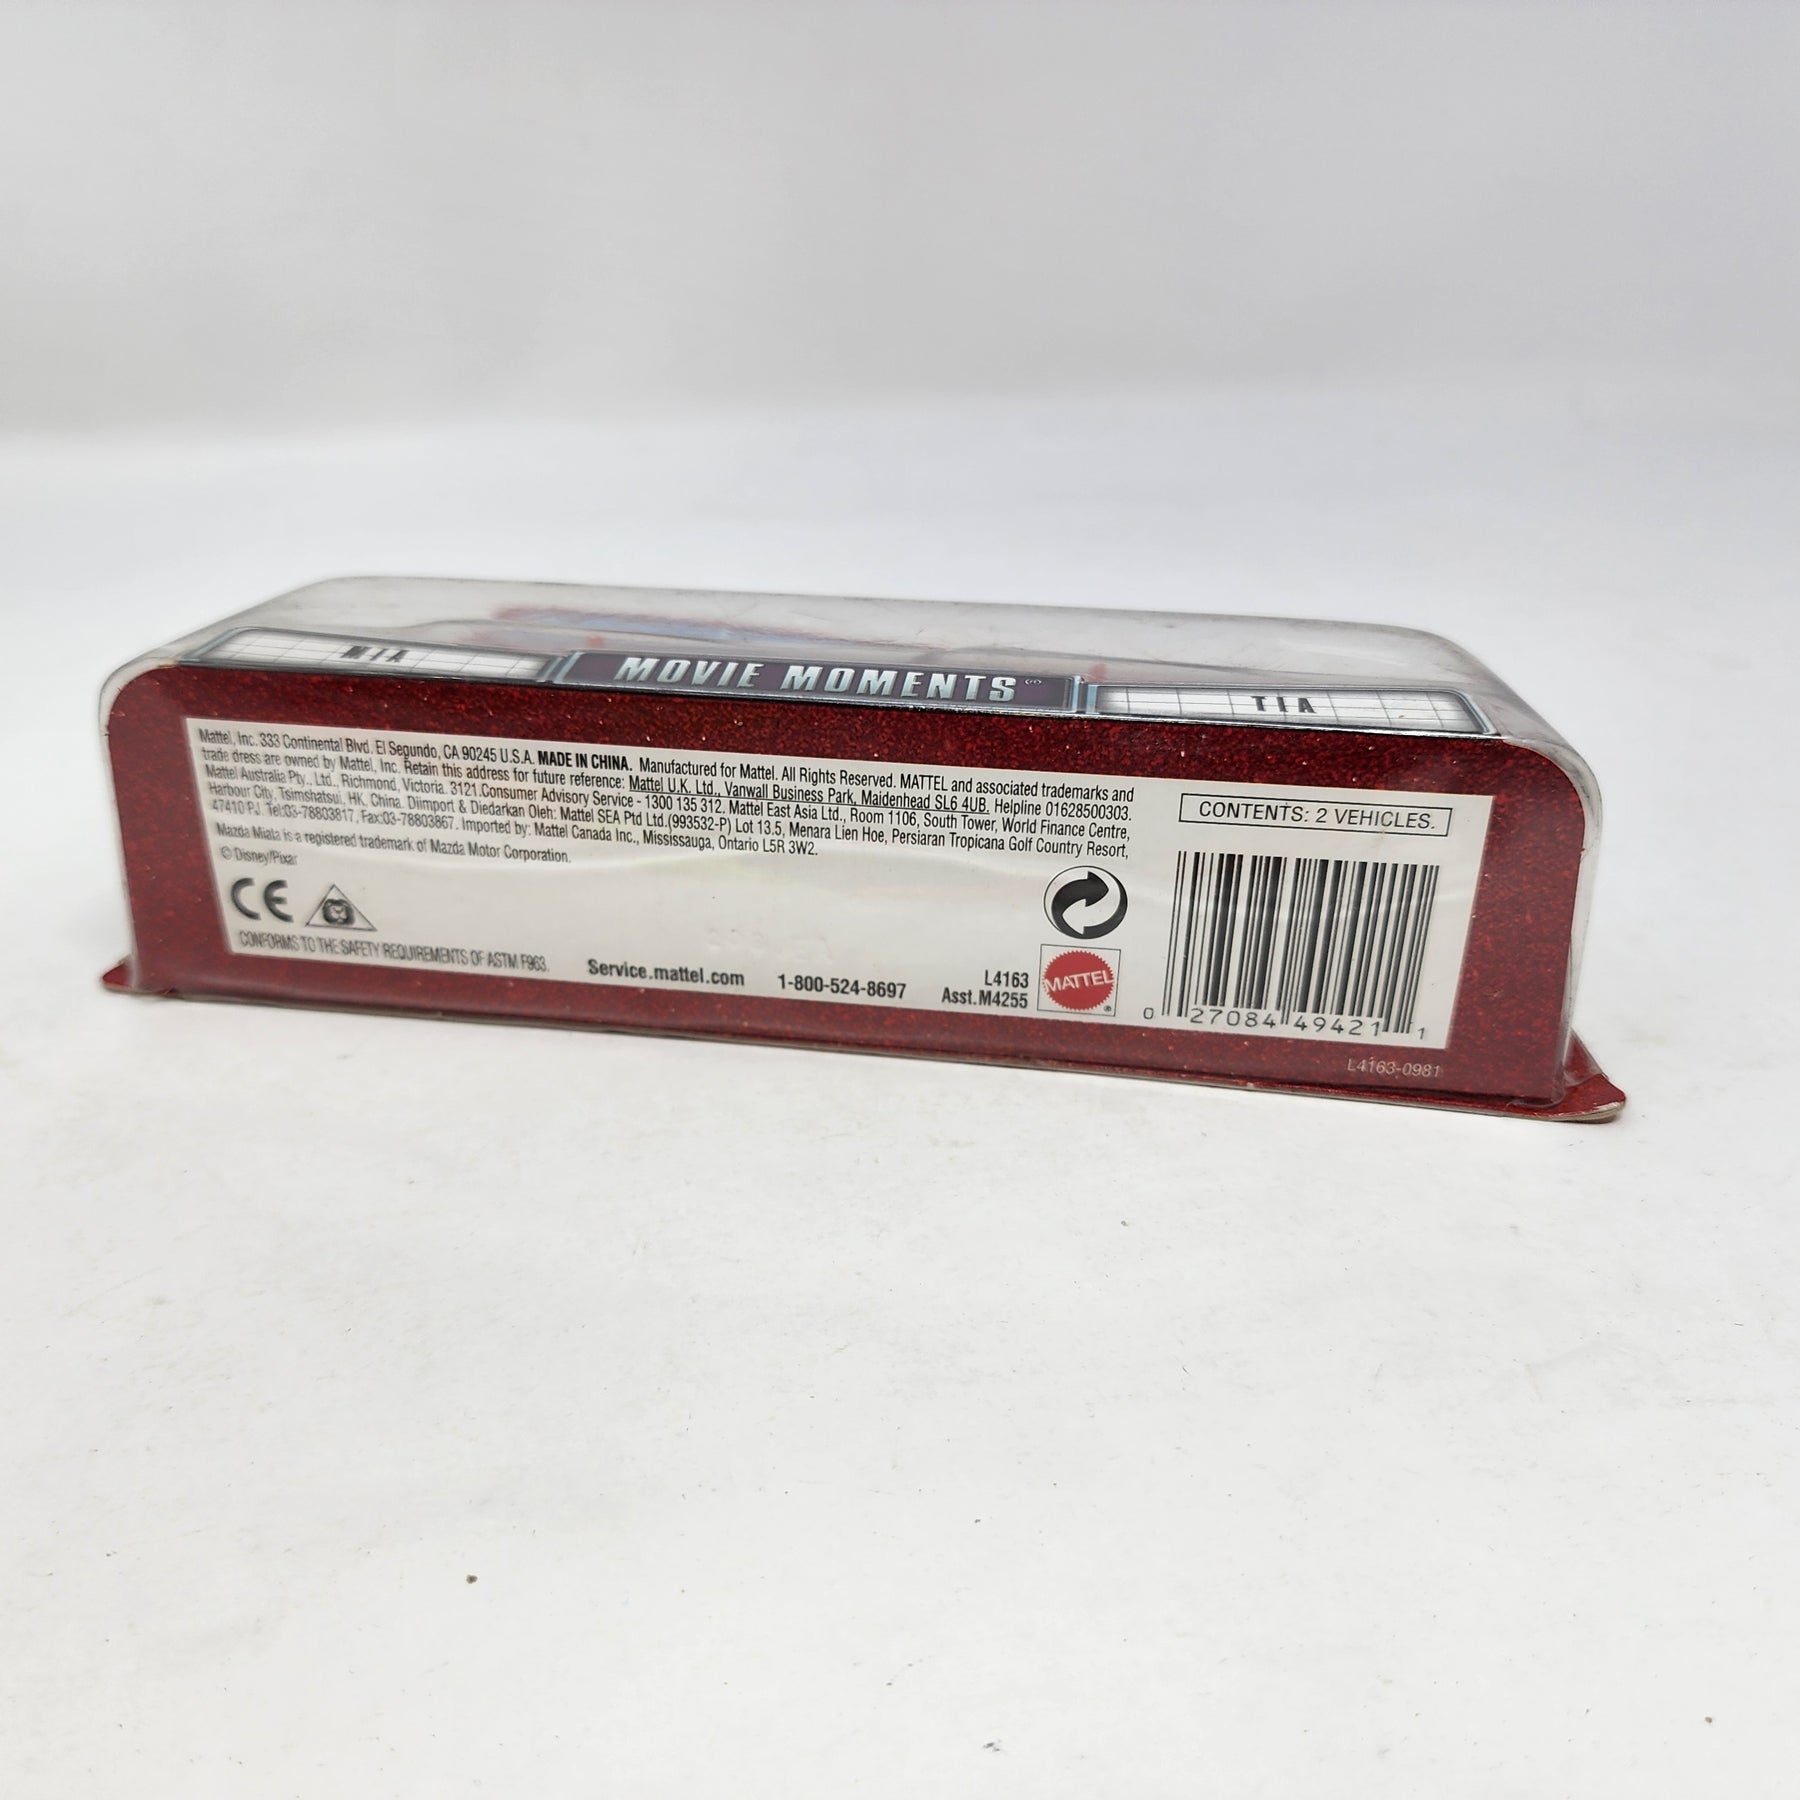 MIA
MOVIE MOMENTS
TIA
Mattel, Inc. 333 Continental Blvd. El Segundo, CA 90245 U.S.A. MADE IN CHINA. Manufactured for Mattel. All Rights Reserved. MATTEL and associated trademarks and
trade dress are owned by Mattel, Inc. Retain this address for future reference: Mattel U.K. Ltd., Vanwall Business Park, Maidenhead SL6 4UB. Helpline 01628500303.
Mattel Australia Pty., Ltd., Richmond, Victoria. 3121.Consumer Advisory Service - 1300 135 312. Mattel East Asia Ltd., Room 1106, South Tower, World Finance Centre,
Harbour City, Tsimshatsui, HK, China. Diimport & Diedarkan Oleh: Mattel SEA Ptd Ltd.(993532-P) Lot 13.5, Menara Lien Hoe, Persiaran Tropicana Golf Country Resort,
47410 PJ. Tel:03-78803817, Fax:03-78803867. Imported by: Mattel Canada Inc., Mississauga, Ontario L5R 3W2.
Mazda Miata is a registered trademark of Mazda Motor Corporation.
© Disney/Pixar
CE
CONFORMS TO THE SAFETY REQUIREMENTS OF ASTM F963.
Service.mattel.com 1-800-524-8697
L4163
Asst.M4255
MATTEL
®
CONTENTS: 2 VEHICLES.
0 27084 49421 1
L4163-0981